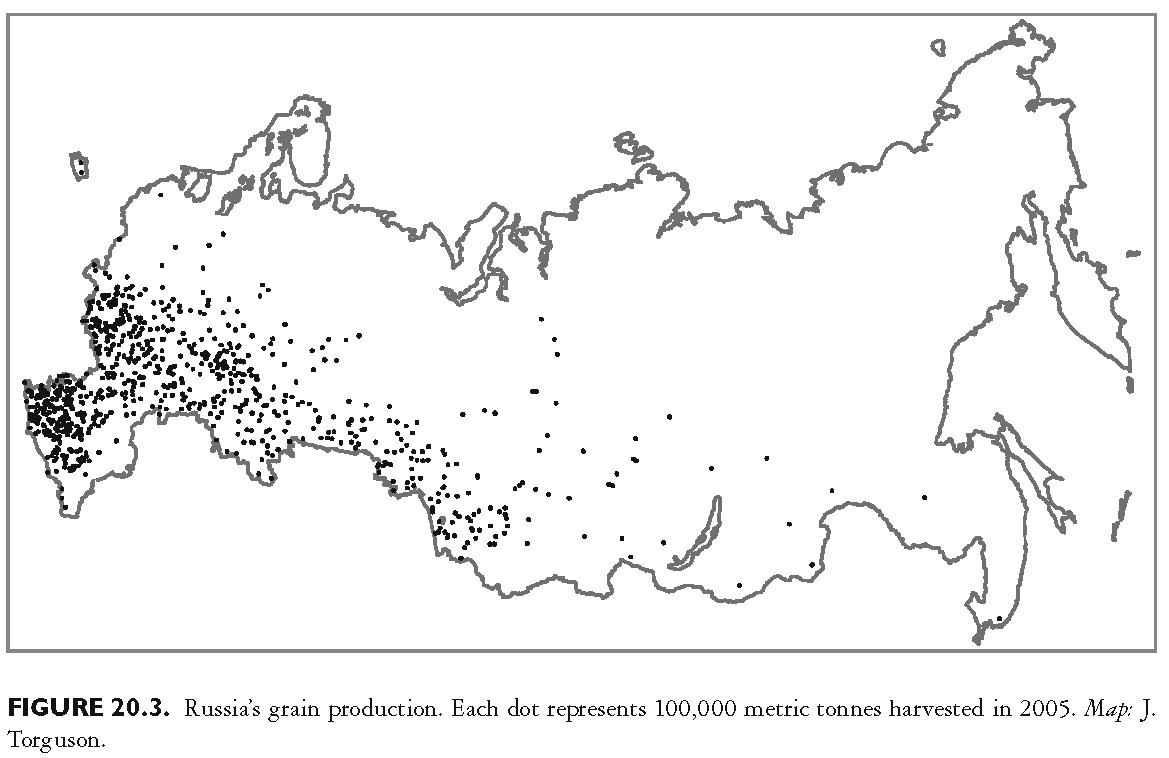 FIGURE 20.3. Russia's grain production. Each dot represents 100,000 metric tonnes harvested in 2005. Map: J.
Torguson.